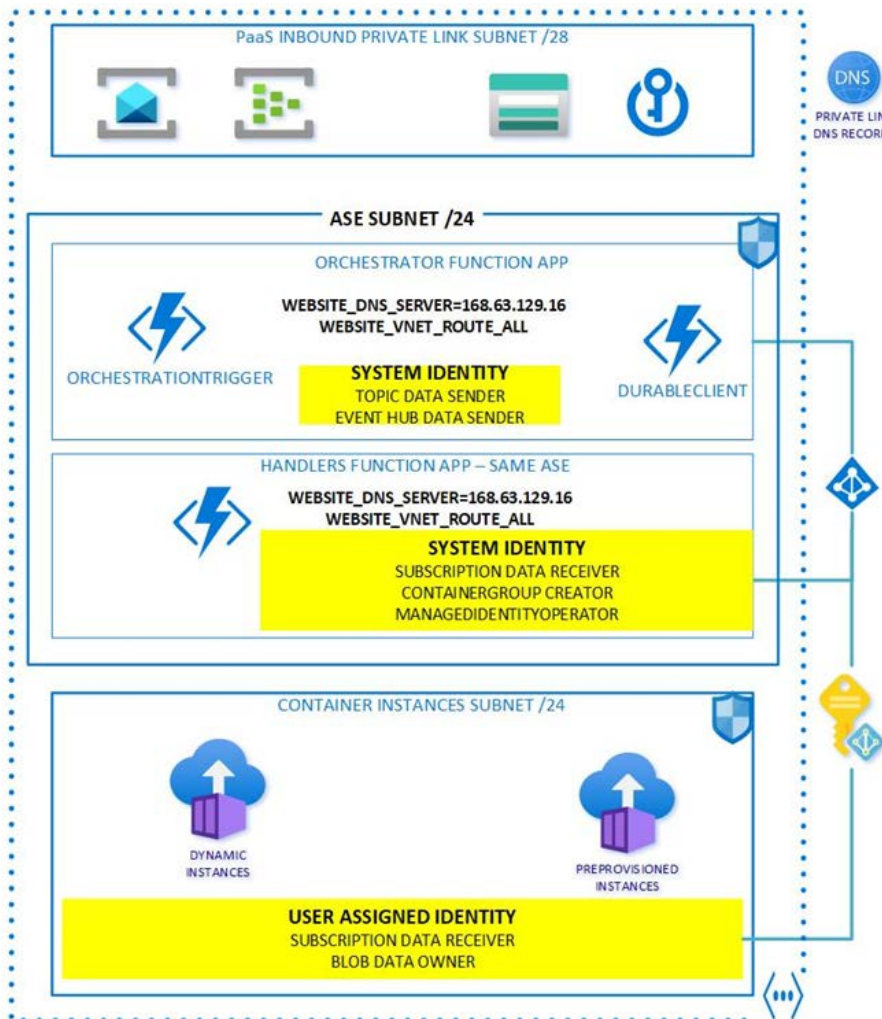 PaaS INBOUND PRIVATE LINK SUBNET /28
DNS
PRIVATE LIN
DNS RECOR
ASE SUBNET /24
ORCHESTRATOR FUNCTION APP
WEBSITE_DNS_SERVER=168.63.129.16
WEBSITE_VNET_ROUTE_ALL
ORCHESTRATIONTRIGGER
SYSTEM IDENTITY
TOPIC DATA SENDER
EVENT HUB DATA SENDER
DURABLECLIENT
HANDLERS FUNCTION APP – SAME ASE
WEBSITE_DNS_SERVER=168.63.129.16
WEBSITE_VNET_ROUTE_ALL
SYSTEM IDENTITY
SUBSCRIPTION DATA RECEIVER
CONTAINERGROUP CREATOR
MANAGEDIDENTITYOPERATOR
CONTAINER INSTANCES SUBNET /24
DYNAMIC
INSTANCES
PREPROVISIONED
INSTANCES
USER ASSIGNED IDENTITY
SUBSCRIPTION DATA RECEIVER
BLOB DATA OWNER